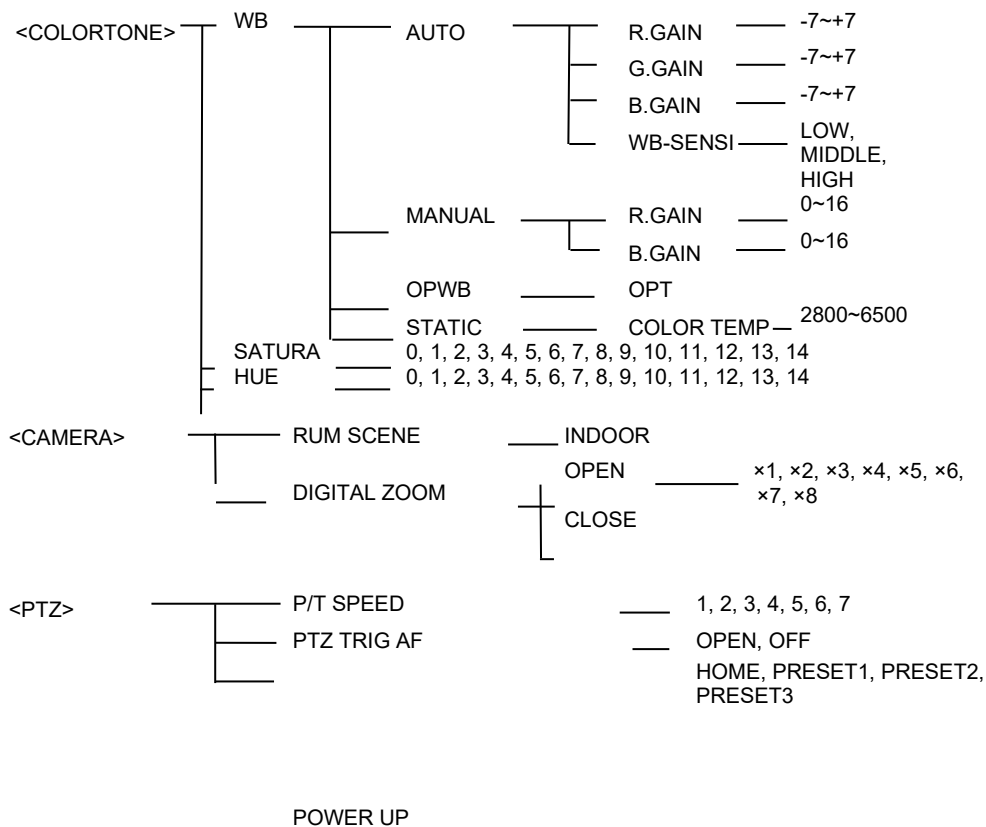 <COLORTONE> WB AUTO R.GAIN -7~+7
G.GAIN -7~+7
B.GAIN -7~+7
WB-SENSI LOW,
MIDDLE,
HIGH
MANUAL R.GAIN 0~16
B.GAIN 0~16
OPWB OPT
STATIC COLOR TEMP 2800~6500
SATURA 0, 1, 2, 3, 4, 5, 6, 7, 8, 9, 10, 11, 12, 13, 14
HUE 0, 1, 2, 3, 4, 5, 6, 7, 8, 9, 10, 11, 12, 13, 14
<CAMERA> RUM SCENE INDOOR
DIGITAL ZOOM OPEN ×1, ×2, ×3, ×4, ×5, ×6,
×7, ×8
CLOSE
<PTZ> P/T SPEED 1, 2, 3, 4, 5, 6, 7
PTZ TRIG AF OPEN, OFF
HOME, PRESET1, PRESET2,
PRESET3
POWER UP